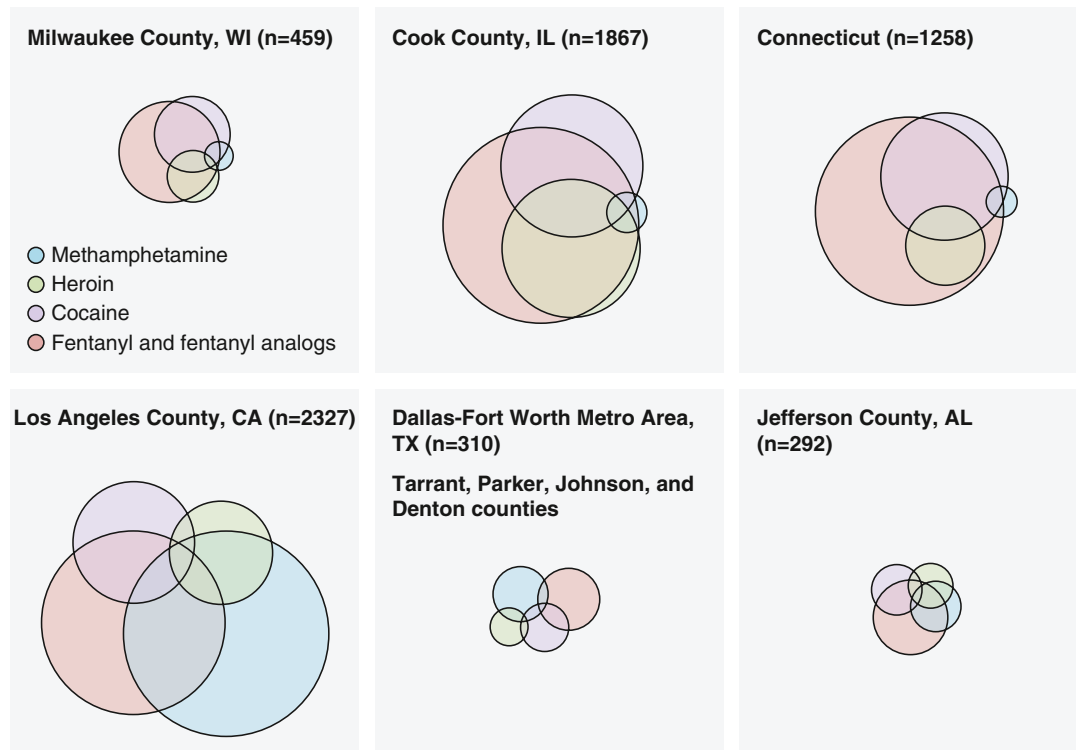 Milwaukee County, WI (n=459)
Methamphetamine
Heroin
Cocaine
Fentanyl and fentanyl analogs
Cook County, IL (n=1867)
Connecticut (n=1258)
Los Angeles County, CA (n=2327)
Dallas-Fort Worth Metro Area,
TX (n=310)
Tarrant, Parker, Johnson, and
Denton counties
Jefferson County, AL
(n=292)